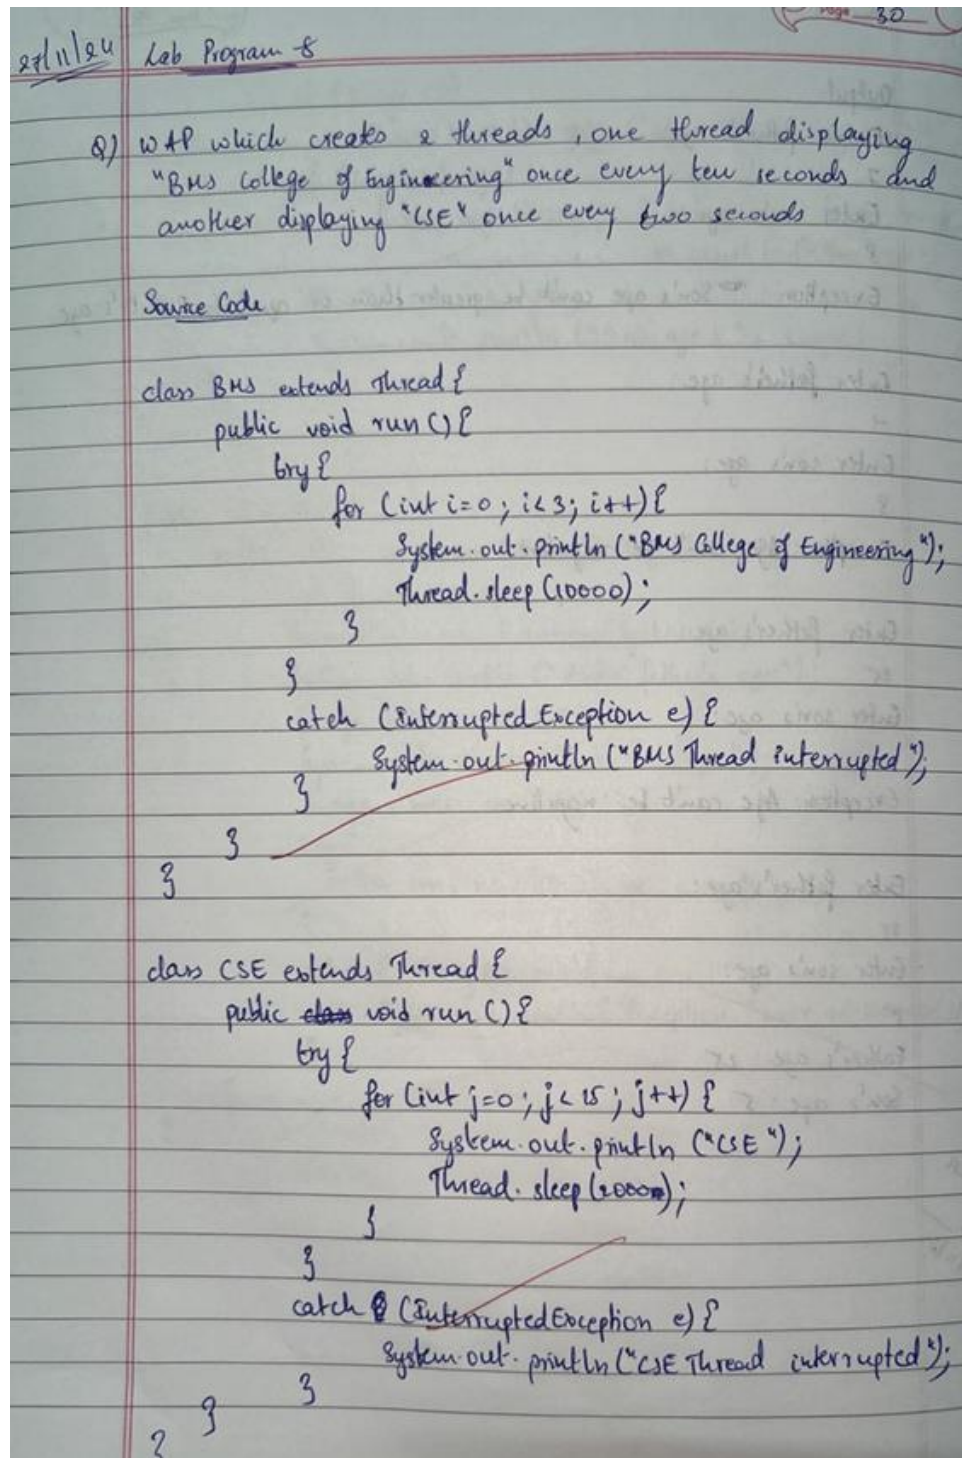 Page 30
27/11/24 Lab Program-8
Q) WAP which creates 2 threads, one thread displaying
"BMS College of Engineering" once every ten seconds and
another displaying "CSE" once every two seconds
Source Code
class BMS extends Thread {
public void run () {
try {
for (int i=0; i<3; i++) {
System.out.println ("BMS College of Engineering");
Thread.sleep (10000);
}
}
catch (InterruptedException e) {
System.out.println ("BMS Thread interrupted");
}
}
}
class CSE extends Thread {
public void run () {
try {
for (int j=0; j<15; j++) {
System.out.println ("CSE");
Thread.sleep (2000);
}
}
catch (InterruptedException e) {
System.out.println ("CSE Thread interrupted");
}
}
}